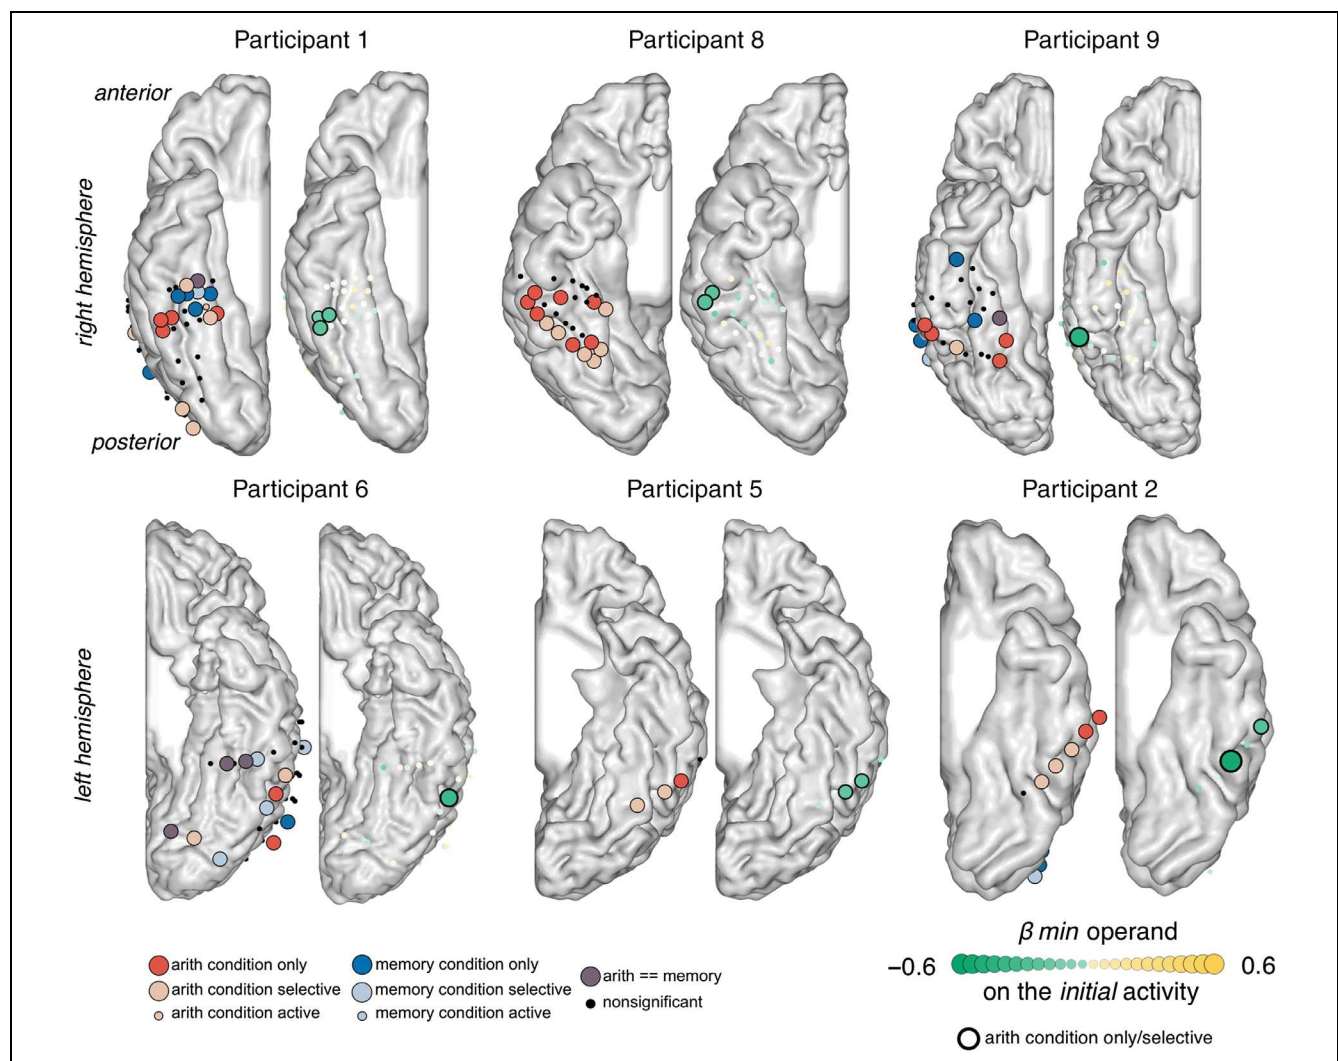 Participant 1
Participant 8
Participant 9
anterior
right hemisphere
posterior
Participant 6
Participant 5
Participant 2
left hemisphere
arith condition only
arith condition selective
arith condition active
memory condition only
memory condition selective
memory condition active
arith == memory
nonsignificant
β min operand
−0.6 0.6
on the initial activity
arith condition only/selective